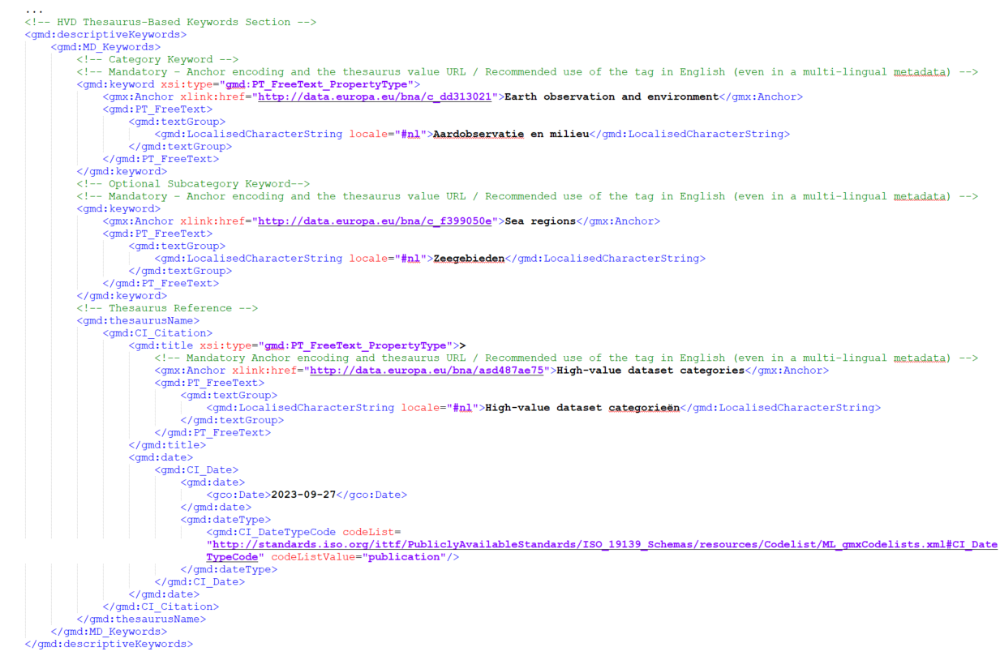 ...
<!-- HVD Thesaurus-Based Keywords Section -->
<gmd:descriptiveKeywords>
<gmd:MD_Keywords>
<!-- Category Keyword -->
<!-- Mandatory - Anchor encoding and the thesaurus value URL / Recommended use of the tag in English (even in a multi-lingual metadata) -->
<gmd:keyword xsi:type="gmd:PT_FreeText_PropertyType">
<gmx:Anchor xlink:href="http://data.europa.eu/bna/c_dd313021">Earth observation and environment</gmx:Anchor>
<gmd:PT_FreeText>
<gmd:textGroup>
<gmd:LocalisedCharacterString locale="#nl">Aardobservatie en milieu</gmd:LocalisedCharacterString>
</gmd:textGroup>
</gmd:PT_FreeText>
</gmd:keyword>
<!-- Optional Subcategory Keyword-->
<!-- Mandatory - Anchor encoding and the thesaurus value URL / Recommended use of the tag in English (even in a multi-lingual metadata) -->
<gmd:keyword>
<gmx:Anchor xlink:href="http://data.europa.eu/bna/c_f399050e">Sea regions</gmx:Anchor>
<gmd:PT_FreeText>
<gmd:textGroup>
<gmd:LocalisedCharacterString locale="#nl">Zeegebieden</gmd:LocalisedCharacterString>
</gmd:textGroup>
</gmd:PT_FreeText>
</gmd:keyword>
<!-- Thesaurus Reference -->
<gmd:thesaurusName>
<gmd:CI_Citation>
<gmd:title xsi:type="gmd:PT_FreeText_PropertyType">>
<!-- Mandatory Anchor encoding and thesaurus URL / Recommended use of the tag in English (even in a multi-lingual metadata) -->
<gmx:Anchor xlink:href="http://data.europa.eu/bna/asd487ae75">High-value dataset categories</gmx:Anchor>
<gmd:PT_FreeText>
<gmd:textGroup>
<gmd:LocalisedCharacterString locale="#nl">High-value dataset categorieën</gmd:LocalisedCharacterString>
</gmd:textGroup>
</gmd:PT_FreeText>
</gmd:title>
<gmd:date>
<gmd:CI_Date>
<gmd:date>
<gco:Date>2023-09-27</gco:Date>
</gmd:date>
<gmd:dateType>
<gmd:CI_DateTypeCode codeList=
"http://standards.iso.org/ittf/PubliclyAvailableStandards/ISO_19139_Schemas/resources/Codelist/ML_gmxCodelists.xml#CI_Date
TypeCode" codeListValue="publication"/>
</gmd:dateType>
</gmd:CI_Date>
</gmd:date>
</gmd:CI_Citation>
</gmd:thesaurusName>
</gmd:MD_Keywords>
</gmd:descriptiveKeywords>